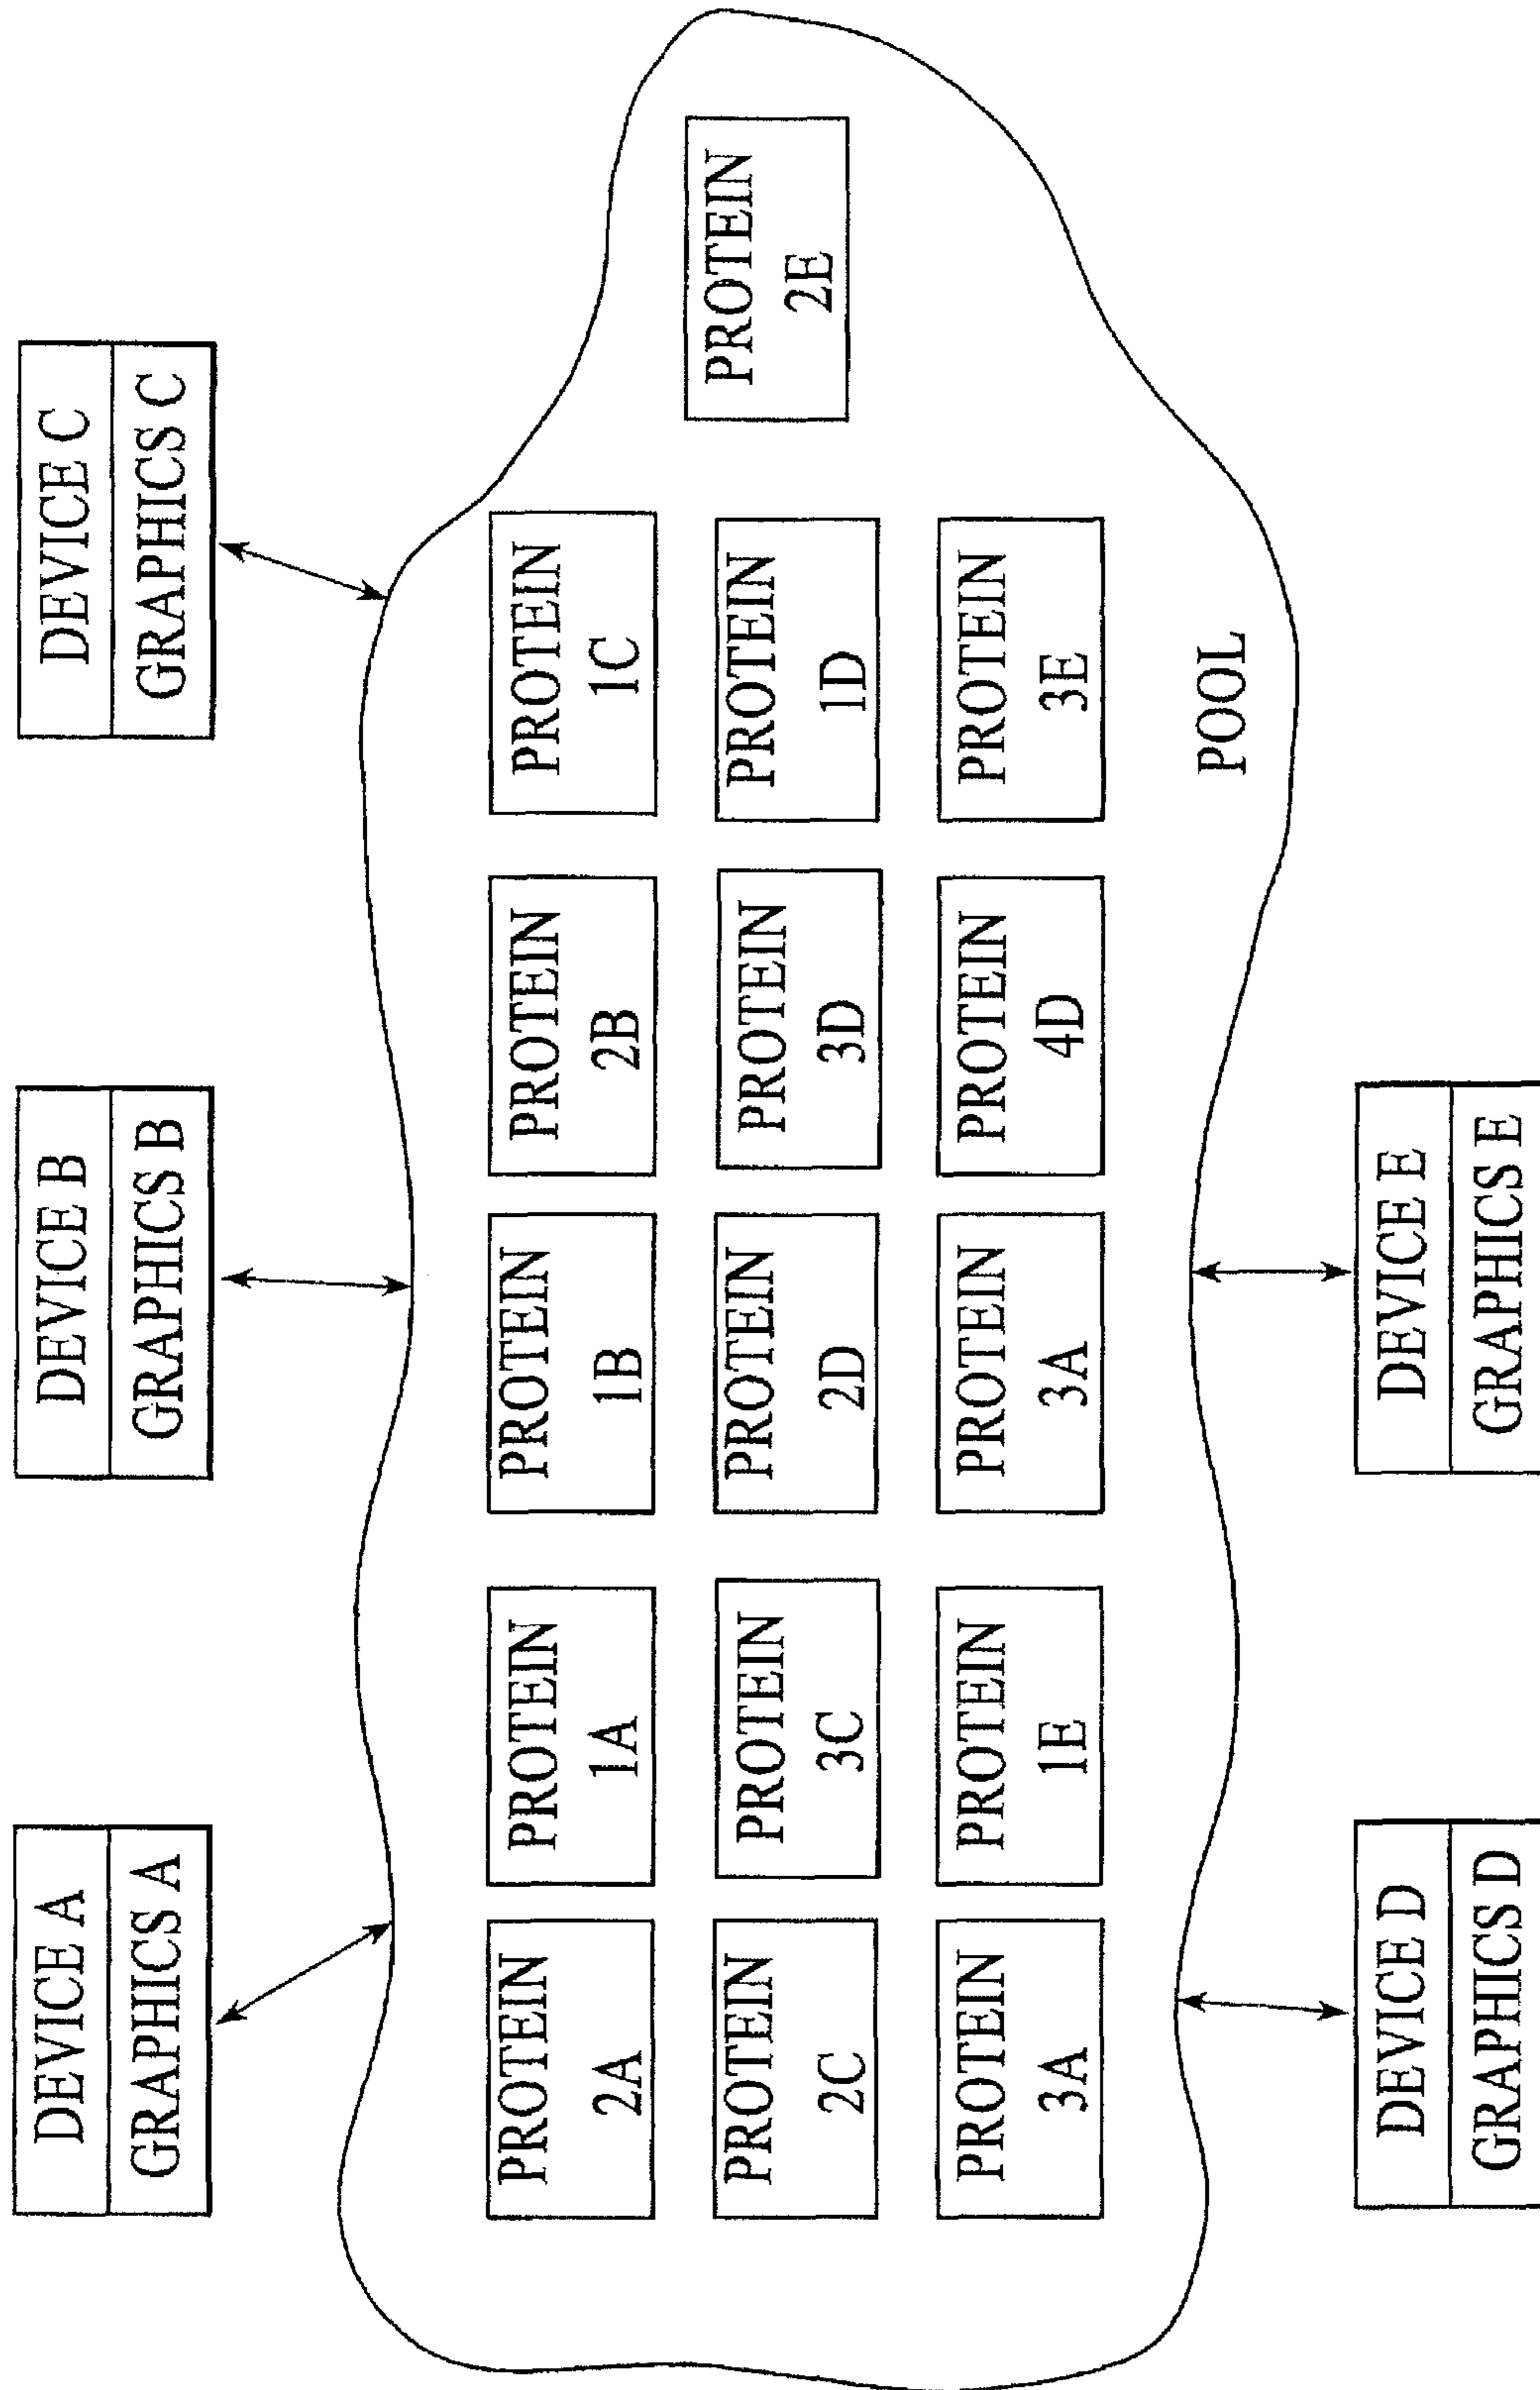 DEVICE A
GRAPHICS A
DEVICE B
GRAPHICS B
DEVICE C
GRAPHICS C
PROTEIN
2A
PROTEIN
1A
PROTEIN
1B
PROTEIN
2B
PROTEIN
1C
PROTEIN
2C
PROTEIN
3C
PROTEIN
2D
PROTEIN
3D
PROTEIN
1D
PROTEIN
2E
PROTEIN
3A
PROTEIN
1E
PROTEIN
3A
PROTEIN
4D
PROTEIN
3E
POOL
DEVICE D
GRAPHICS D
DEVICE E
GRAPHICS E